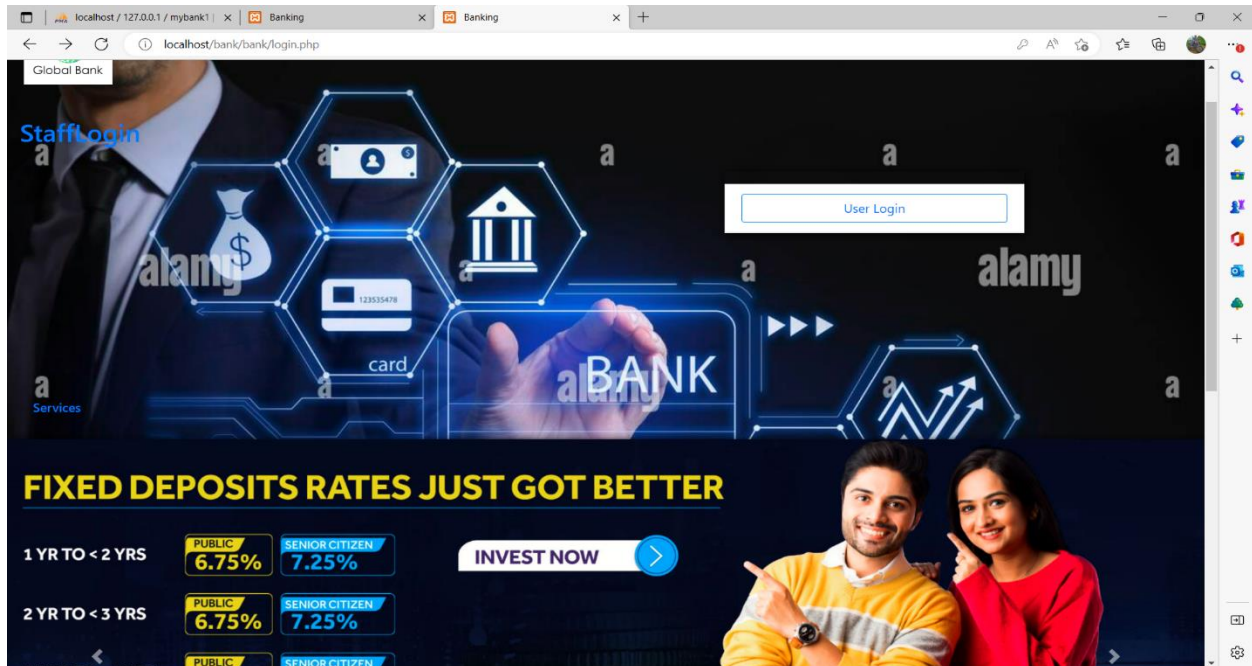 localhost / 127.0.0.1 / mybank1 |
Banking
Banking
localhost/bank/bank/login.php
Global Bank
StaffLogin
a
a
a
a
a
$
User Login
alamy
a
a
alamy
123535478
card
BANK
alamy
a
a
a
a
Services
FIXED DEPOSITS RATES JUST GOT BETTER
1 YR TO < 2 YRS
PUBLIC
6.75%
SENIOR CITIZEN
7.25%
INVEST NOW
2 YR TO < 3 YRS
PUBLIC
6.75%
SENIOR CITIZEN
7.25%
PUBLIC
SENIOR CITIZEN